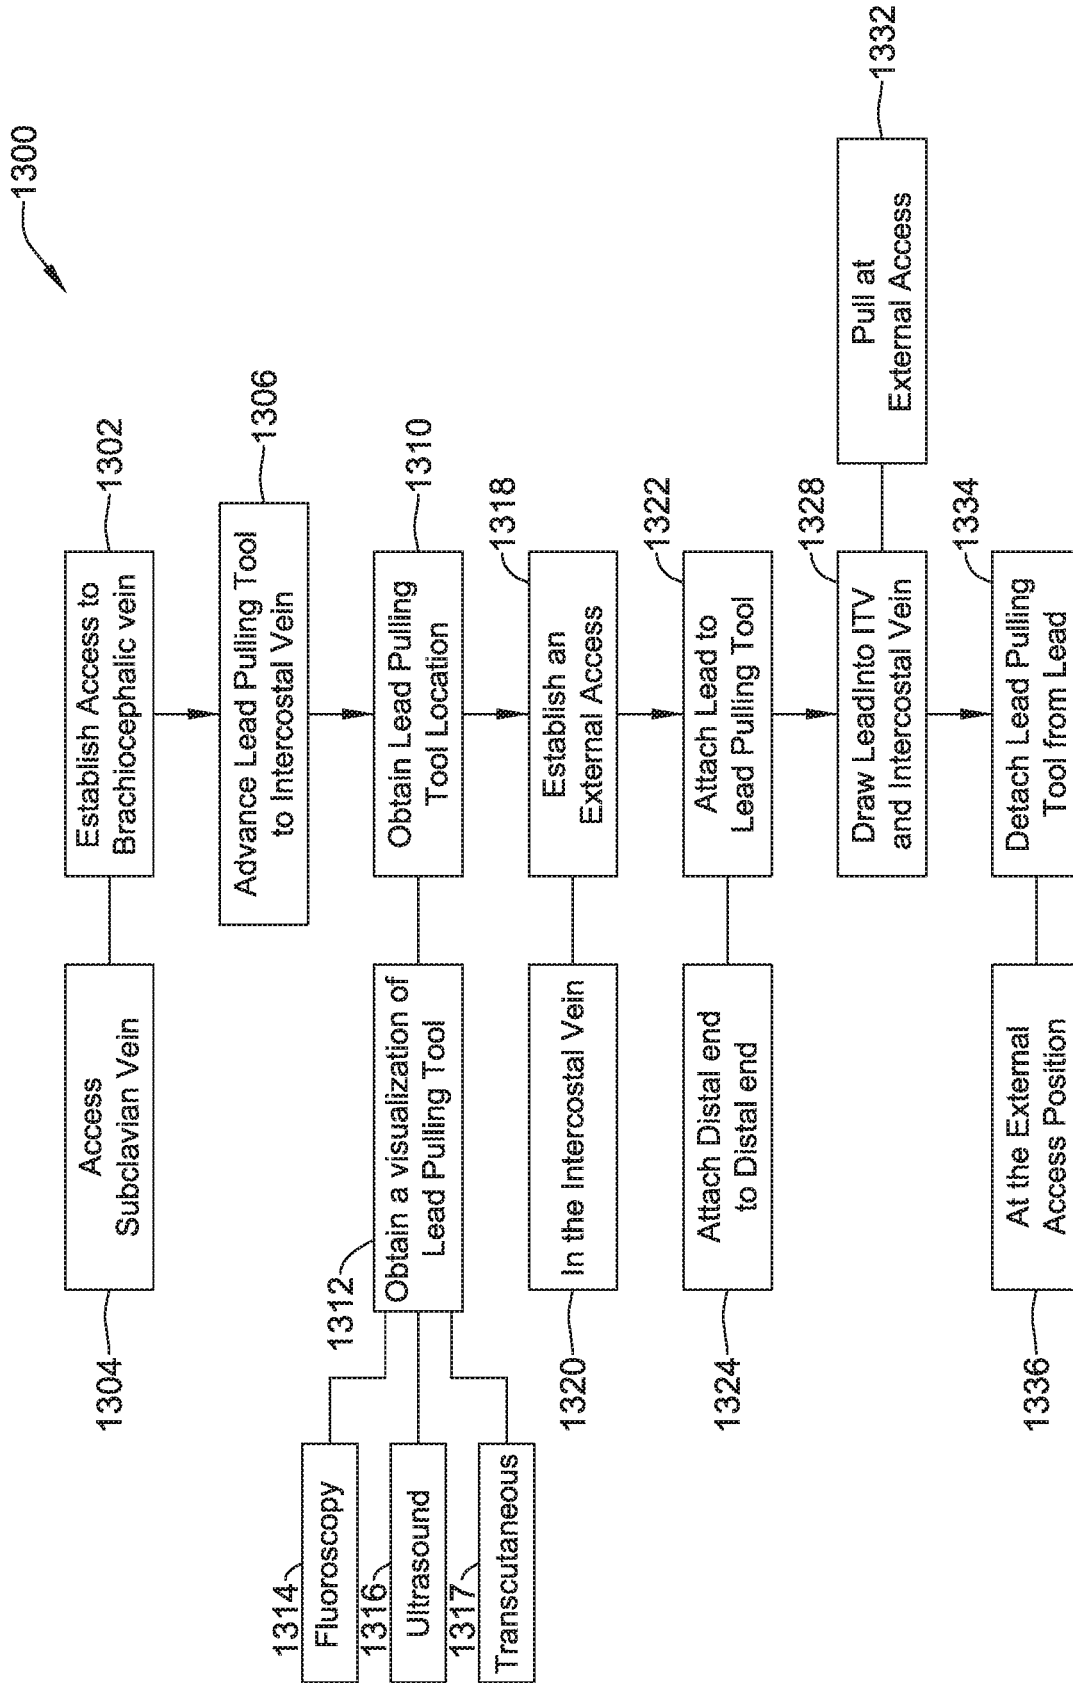 1300
1302
Establish Access to
Brachiocephalic vein
Access
Subclavian Vein
1304
1306
Advance Lead Pulling Tool
to Intercostal Vein
1310
Obtain Lead Pulling
Tool Location
1312
Obtain a visualization of
Lead Pulling Tool
1314
Fluoroscopy
1316
Ultrasound
1317
Transcutaneous
1318
Establish an
External Access
In the Intercostal Vein
1320
1322
Attach Lead to
Lead Pulling Tool
Attach Distal end
to Distal end
1324
1328
Draw LeadInto ITV
and Intercostal Vein
Pull at
External Access
1332
1334
Detach Lead Pulling
Tool from Lead
At the External
Access Position
1336